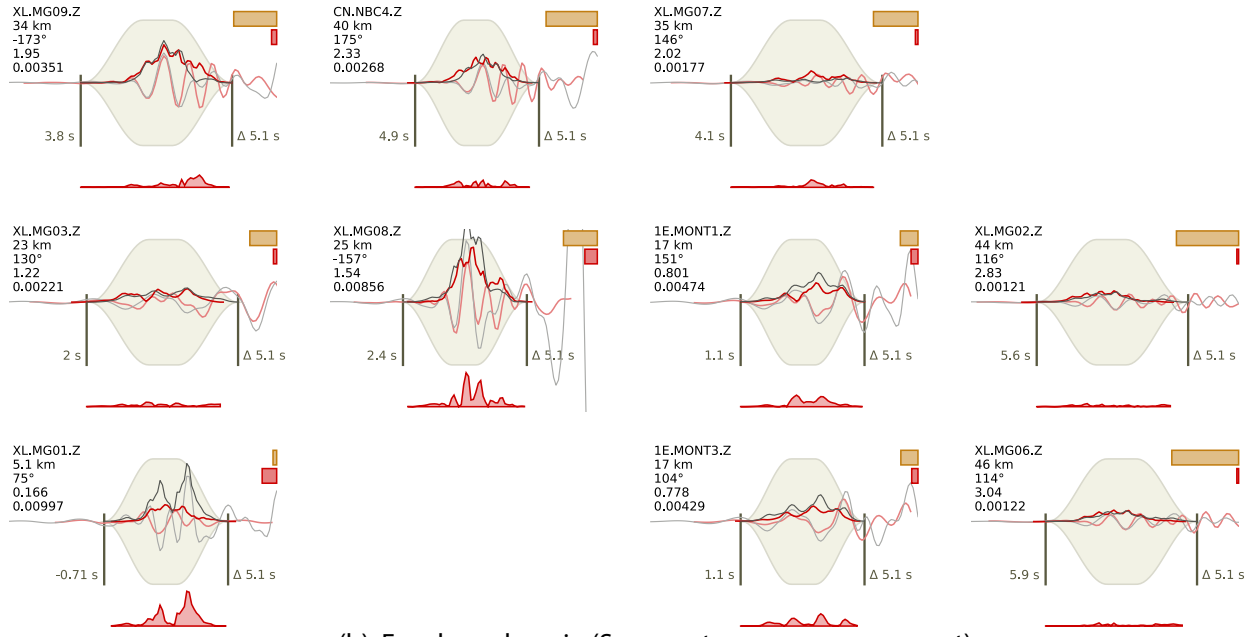 XL.MG09.Z
34 km
-173°
1.95
0.00351
3.8 s
Δ 5.1 s
CN.NBC4.Z
40 km
175°
2.33
0.00268
4.9 s
Δ 5.1 s
XL.MG07.Z
35 km
146°
2.02
0.00177
4.1 s
Δ 5.1 s
XL.MG03.Z
23 km
130°
1.22
0.00221
2 s
Δ 5.1 s
XL.MG08.Z
25 km
-157°
1.54
0.00856
2.4 s
Δ 5.1 s
1E.MONT1.Z
17 km
151°
0.801
0.00474
1.1 s
Δ 5.1 s
XL.MG02.Z
44 km
116°
2.83
0.00121
5.6 s
Δ 5.1 s
XL.MG01.Z
5.1 km
75°
0.166
0.00997
-0.71 s
Δ 5.1 s
1E.MONT3.Z
17 km
104°
0.778
0.00429
1.1 s
Δ 5.1 s
XL.MG06.Z
46 km
114°
3.04
0.00122
5.9 s
Δ 5.1 s